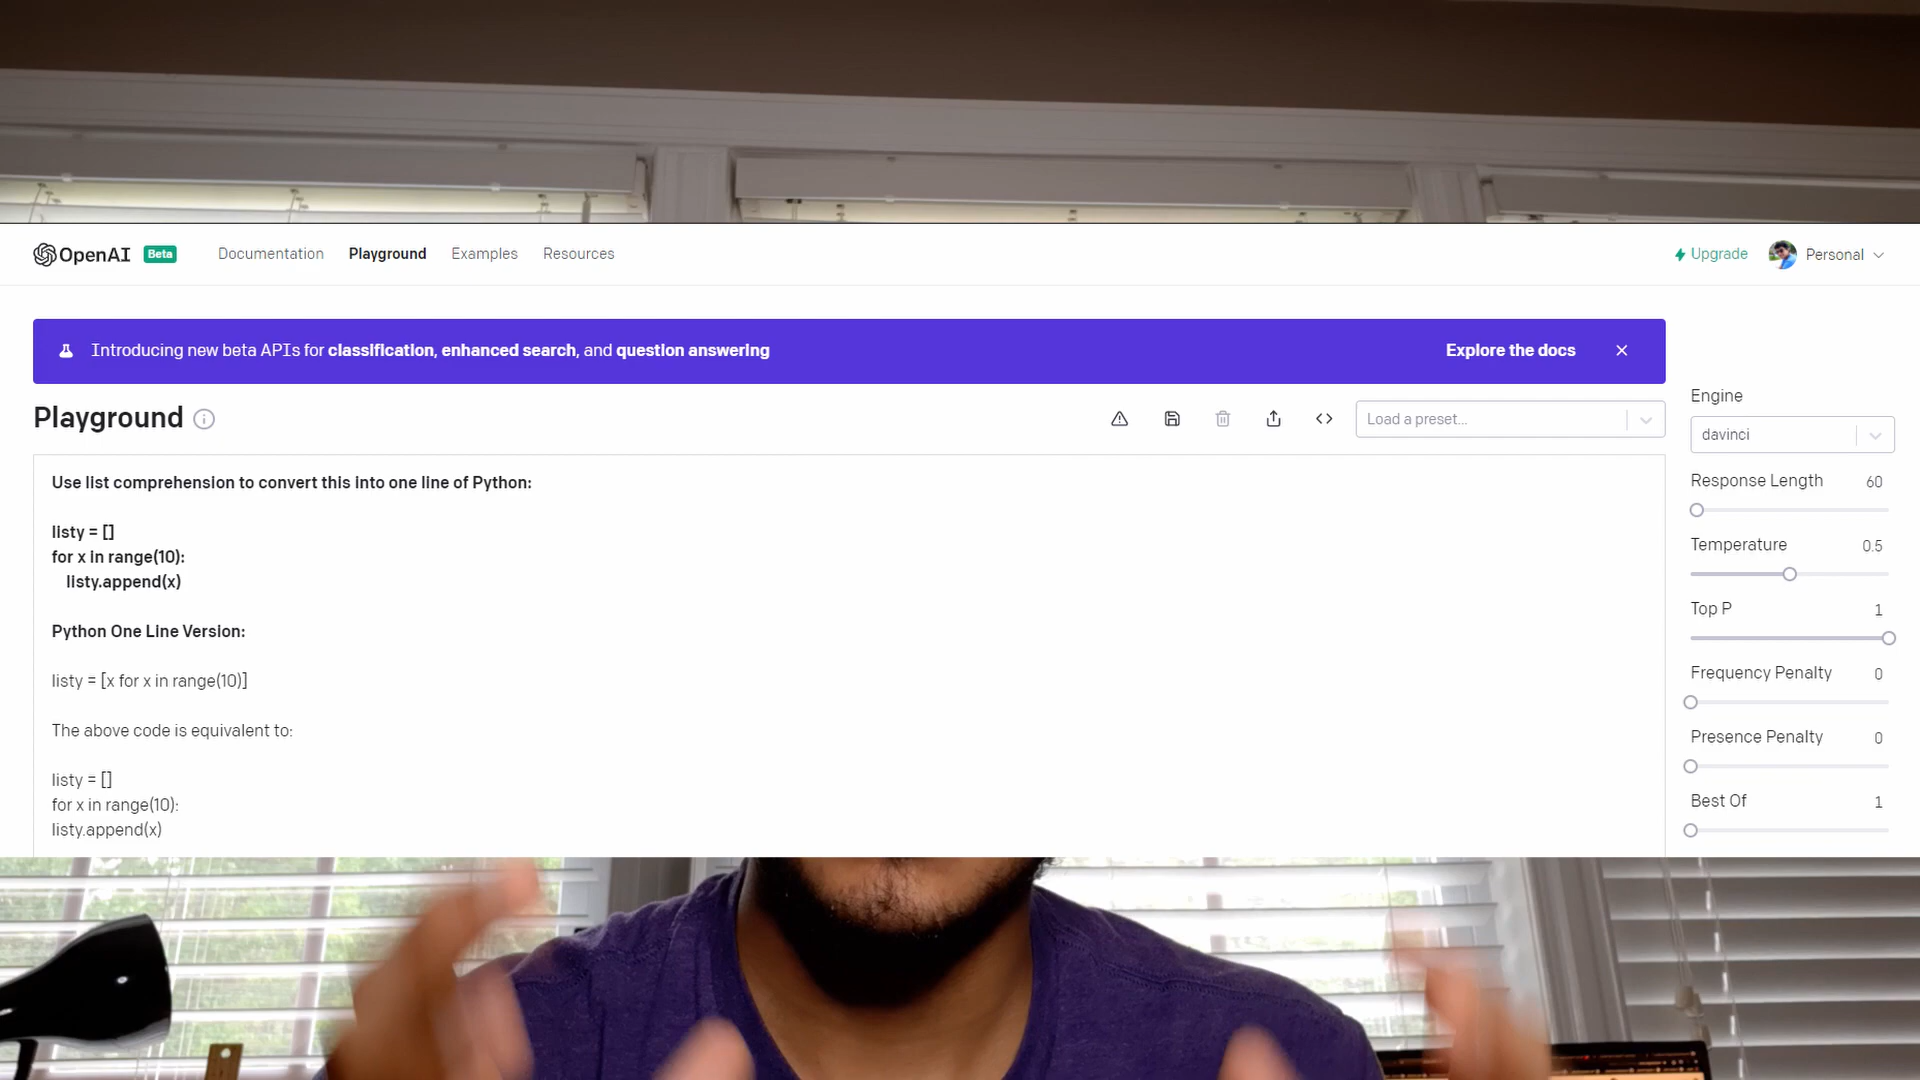 OpenAI Beta Documentation Playground Examples Resources Upgrade Personal
Introducing new beta APIs for classification, enhanced search, and question answering Explore the docs
Playground Load a preset...
Use list comprehension to convert this into one line of Python:
listy = []
for x in range(10):
listy.append(x)
Python One Line Version:
listy = [x for x in range(10)]
The above code is equivalent to:
listy = []
for x in range(10):
listy.append(x)
Engine
davinci
Response Length 60
Temperature 0.5
Top P 1
Frequency Penalty 0
Presence Penalty 0
Best Of 1